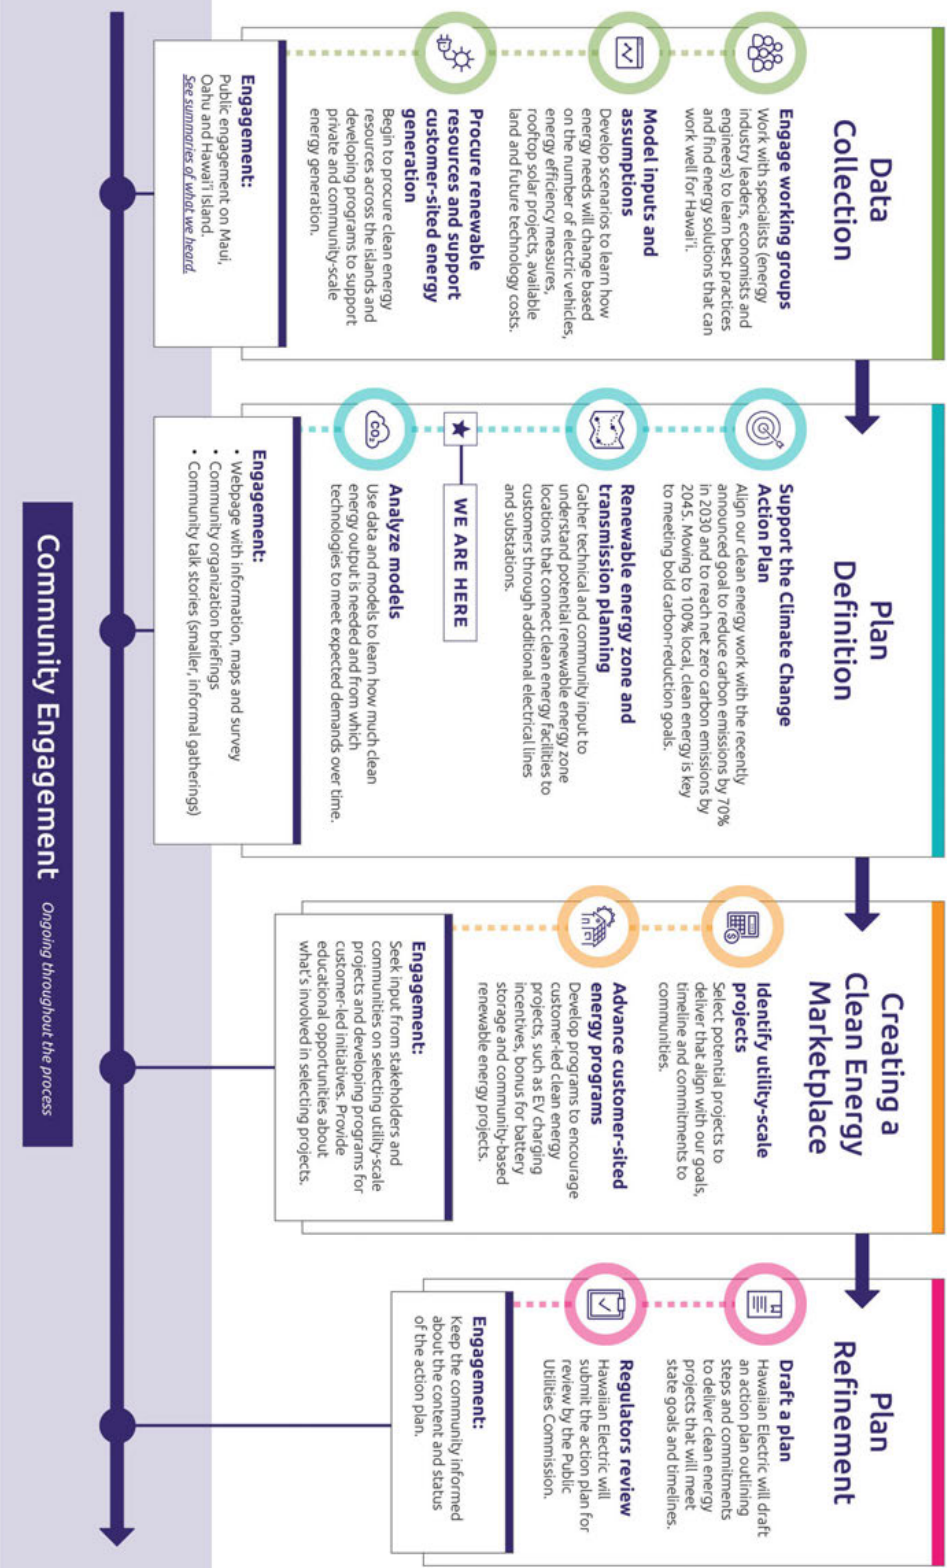 Data
Collection
Engage working groups
Work with specialists (energy
industry leaders, economists and
engineers) to learn best practices
and find energy solutions that can
work well for Hawai‘i.
Model inputs and
assumptions
Develop scenarios to learn how
energy needs will change based
on the number of electric vehicles,
energy efficiency measures,
rooftop solar projects, available
land and future technology costs.
Procure renewable
resources and support
customer-sited energy
generation
Begin to procure clean energy
resources across the islands and
developing programs to support
private and community-scale
energy generation.
Engagement:
Public engagement on Maui,
Oahu and Hawai‘i Island.
See summaries of what we heard.
Plan
Definition
Support the Climate Change
Action Plan
Align our clean energy work with the recently
announced goal to reduce carbon emissions by 70%
in 2030 and to reach net zero carbon emissions by
2045. Moving to 100% local, clean energy is key
to meeting bold carbon-reduction goals.
Renewable energy zone and
transmission planning
Gather technical and community input to
understand potential renewable energy zone
locations that connect clean energy facilities to
customers through additional electrical lines
and substations.
WE ARE HERE
CO₂
Analyze models
Use data and models to learn how much clean
energy output is needed and from which
technologies to meet expected demands over time.
Engagement:
• Webpage with information, maps and survey
• Community organization briefings
• Community talk stories (smaller, informal gatherings)
Creating a
Clean Energy
Marketplace
Identify utility-scale
projects
Select potential projects to
deliver that align with our goals,
timeline and commitments to
communities.
Advance customer-sited
energy programs
Develop programs to encourage
customer-led clean energy
projects, such as EV charging
incentives, bonus for battery
storage and community-based
renewable energy projects.
Engagement:
Seek input from stakeholders and
communities on selecting utility-scale
projects and developing programs for
customer-led initiatives. Provide
educational opportunities about
what's involved in selecting projects.
Plan
Refinement
Draft a plan
Hawaiian Electric will draft
an action plan outlining
steps and commitments
to deliver clean energy
projects that will meet
state goals and timelines.
Regulators review
Hawaiian Electric will
submit the action plan for
review by the Public
Utilities Commission.
Engagement:
Keep the community informed
about the content and status
of the action plan.
Community Engagement Ongoing throughout the process